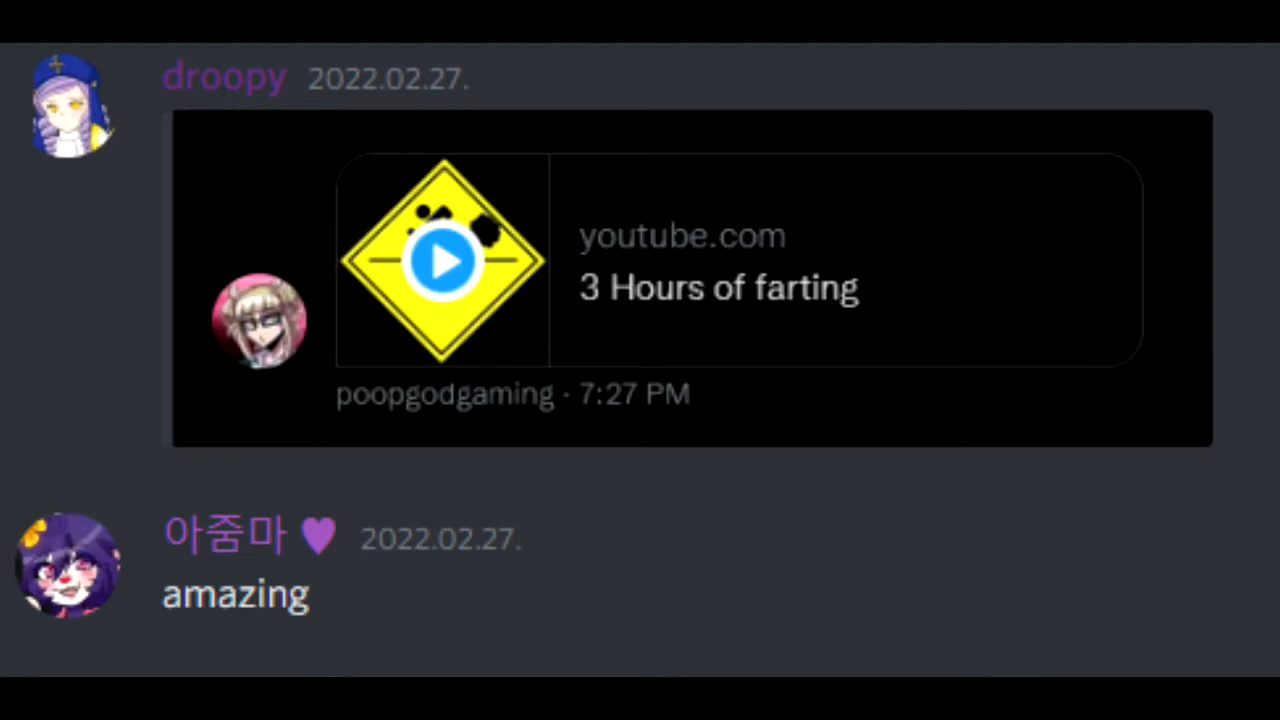 droopy 2022.02.27.
youtube.com
3 Hours of farting
poopgodgaming · 7:27 PM
아줌마 ♥ 2022.02.27.
amazing